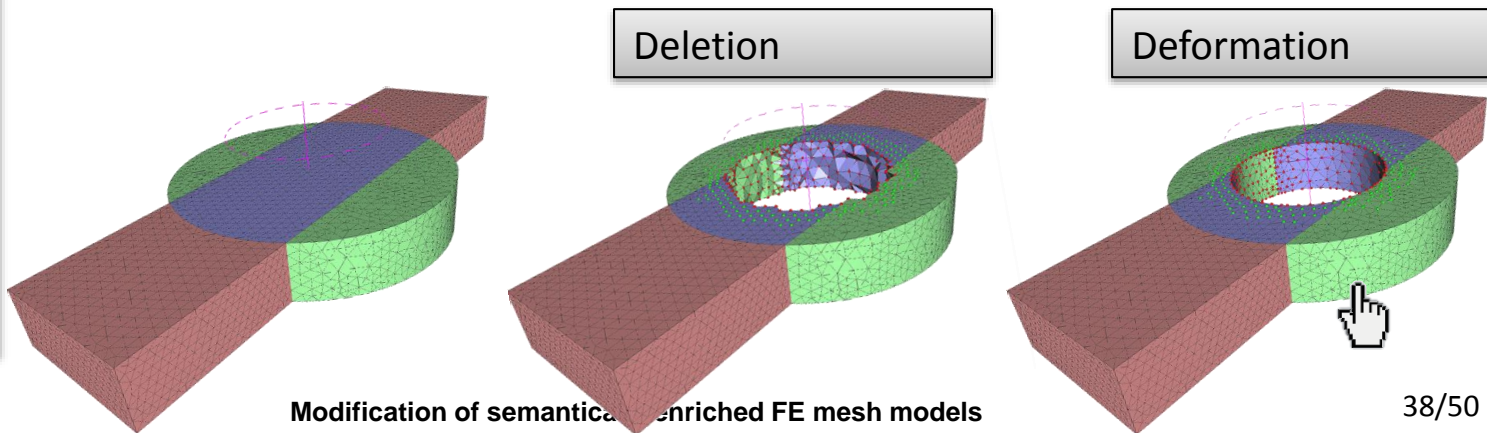 Deletion
Deformation
Modification of semantica enriched FE mesh models
38/50